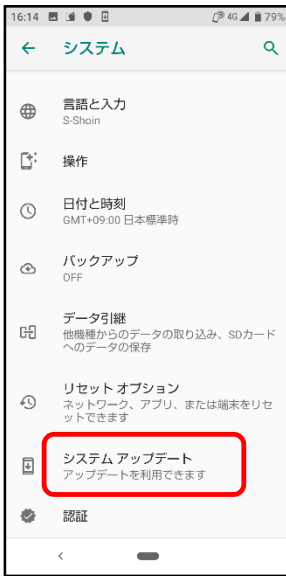 16:14 4G 79%
システム
言語と入力
S-Shoin
操作
日付と時刻
GMT+09:00 日本標準時
バックアップ
OFF
データ引継
他機種からのデータの取り込み、SDカード
へのデータの保存
リセット オプション
ネットワーク、アプリ、または端末をリセ
ットできます
システム アップデート
アップデートを利用できます
認証